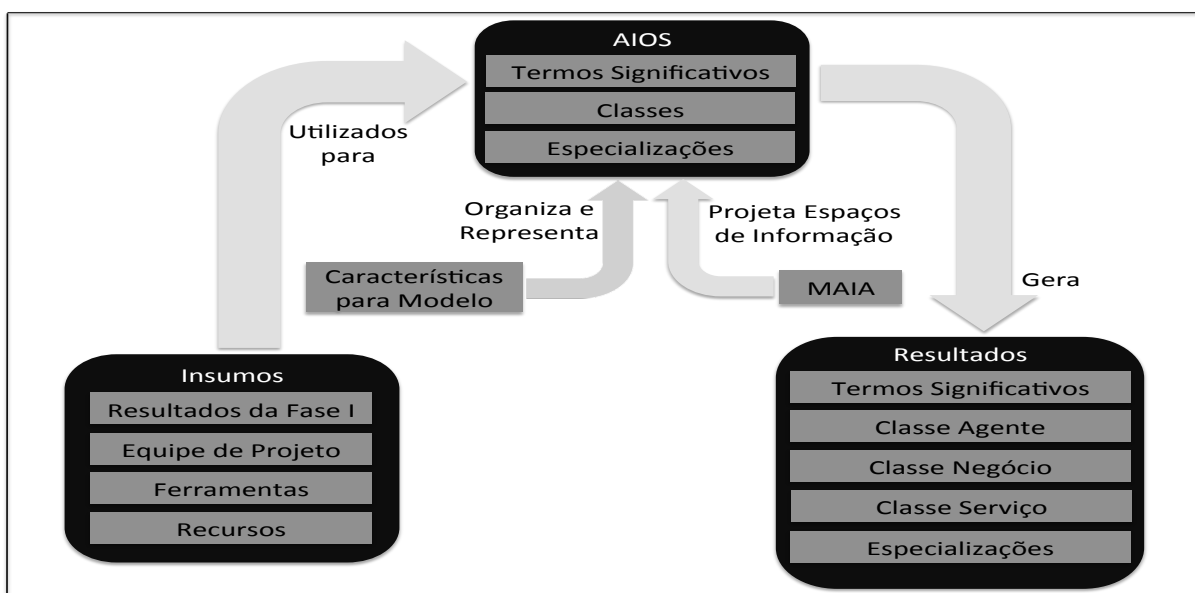 AIOS
Termos Significativos
Classes
Especializações
Utilizados
para
Organiza e
Representa
Projeta Espaços
de Informação
Características
para Modelo
MAIA
Gera
Insumos
Resultados da Fase I
Equipe de Projeto
Ferramentas
Recursos
Resultados
Termos Significativos
Classe Agente
Classe Negócio
Classe Serviço
Especializações